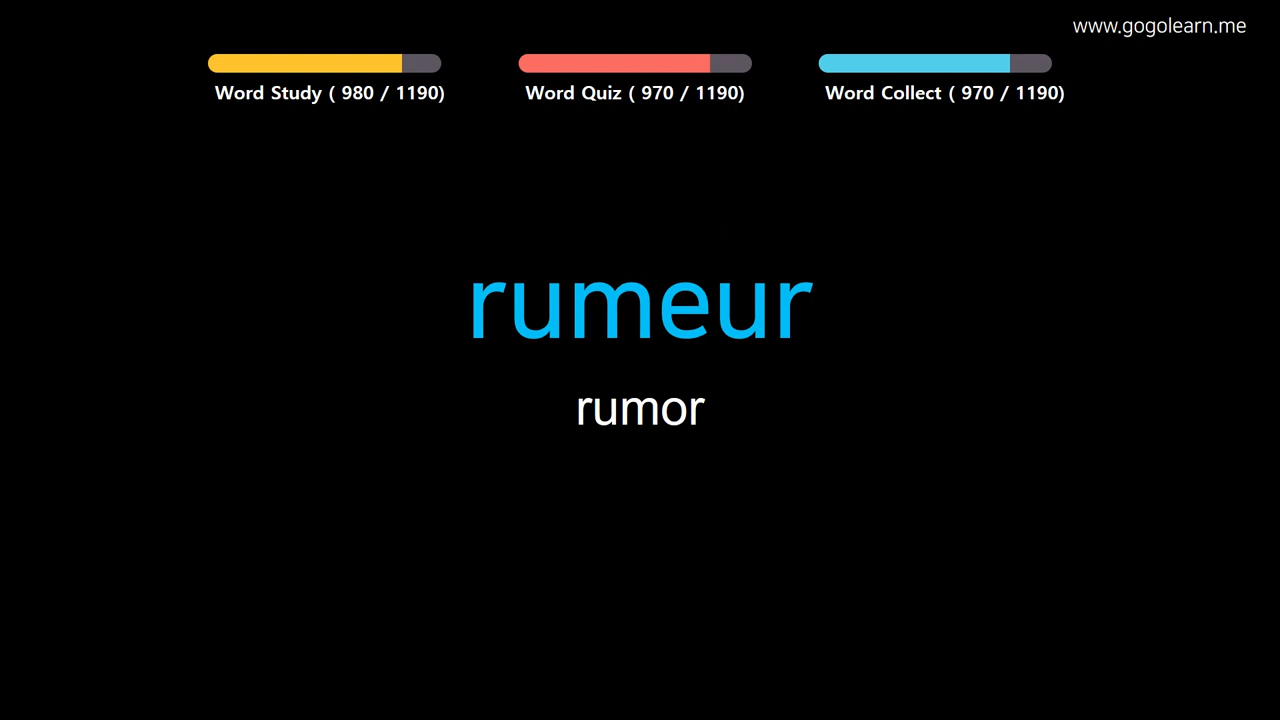 www.gogolearn.me
Word Study ( 980 / 1190)
Word Quiz ( 970 / 1190)
Word Collect ( 970 / 1190)
rumeur
rumor